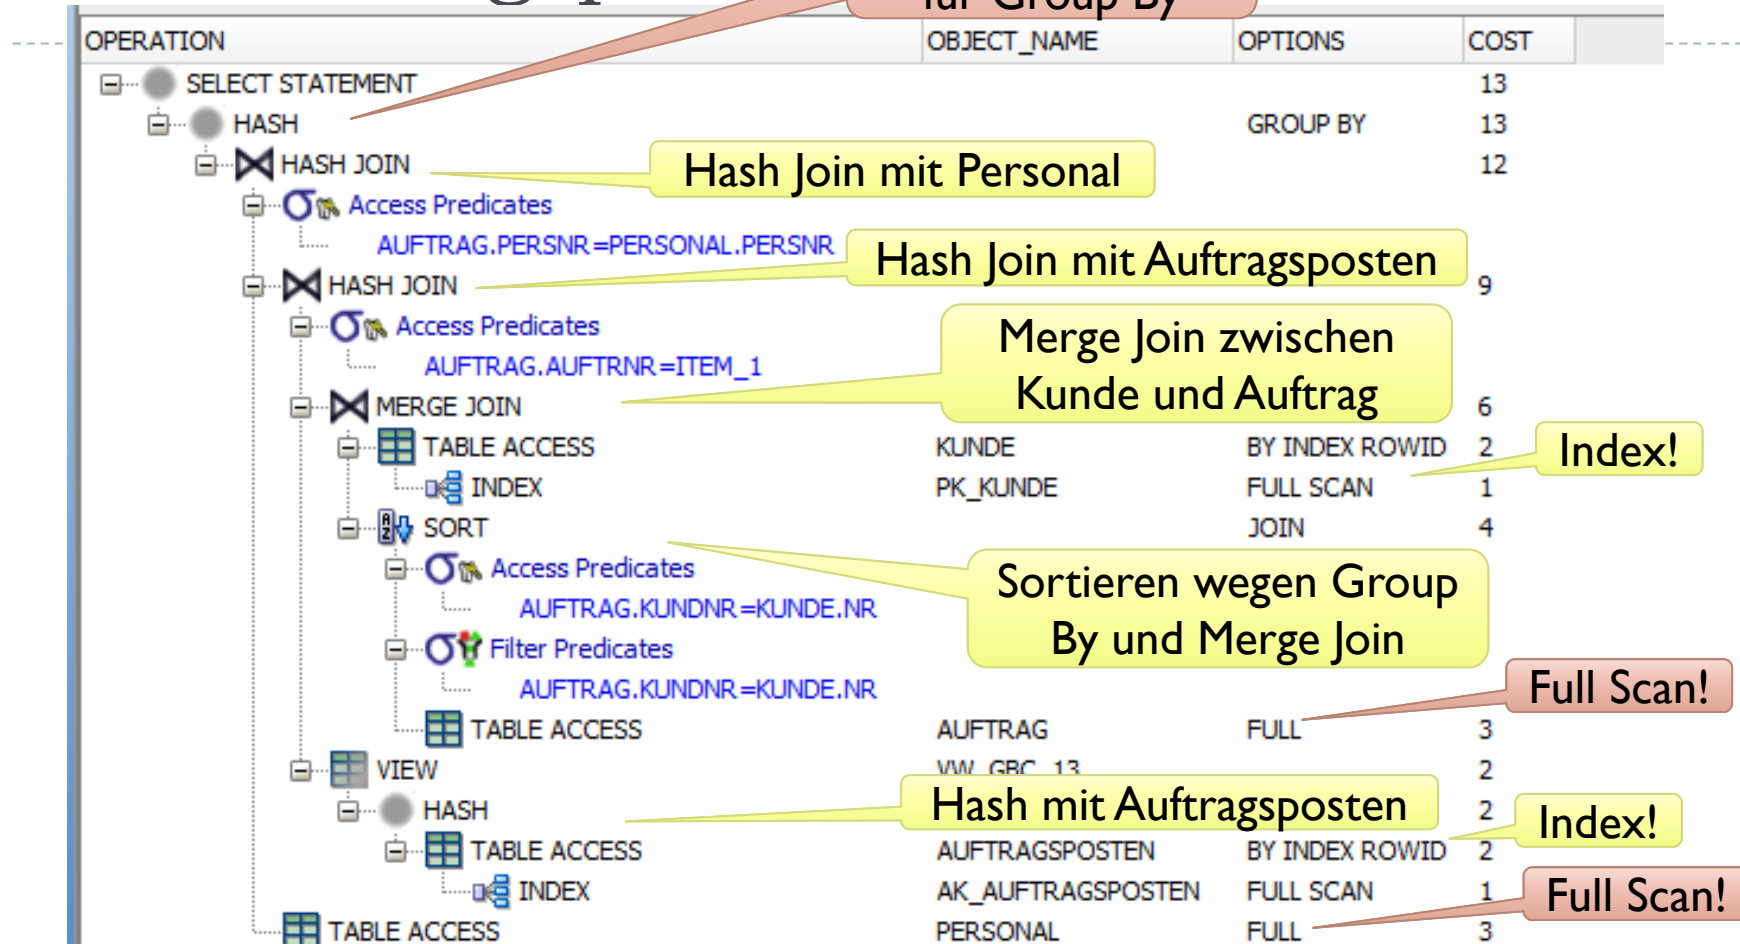 für Group By
OPERATION OBJECT_NAME OPTIONS COST
SELECT STATEMENT 13
HASH GROUP BY 13
HASH JOIN 12
Hash Join mit Personal
Access Predicates
AUFTRAG.PERSNR=PERSONAL.PERSNR
HASH JOIN 9
Hash Join mit Auftragsposten
Access Predicates
AUFTRAG.AUFTRNR=ITEM_1
MERGE JOIN 6
Merge Join zwischen
Kunde und Auftrag
TABLE ACCESS KUNDE BY INDEX ROWID 2
Index!
INDEX PK_KUNDE FULL SCAN 1
SORT JOIN 4
Access Predicates
AUFTRAG.KUNDNR=KUNDE.NR
Sortieren wegen Group
By und Merge Join
Filter Predicates
AUFTRAG.KUNDNR=KUNDE.NR
Full Scan!
TABLE ACCESS AUFTRAG FULL 3
VIEW VW_GBC_13 2
HASH 2
Hash mit Auftragsposten
Index!
TABLE ACCESS AUFTRAGSPOSTEN BY INDEX ROWID 2
INDEX AK_AUFTRAGSPOSTEN FULL SCAN 1
Full Scan!
TABLE ACCESS PERSONAL FULL 3